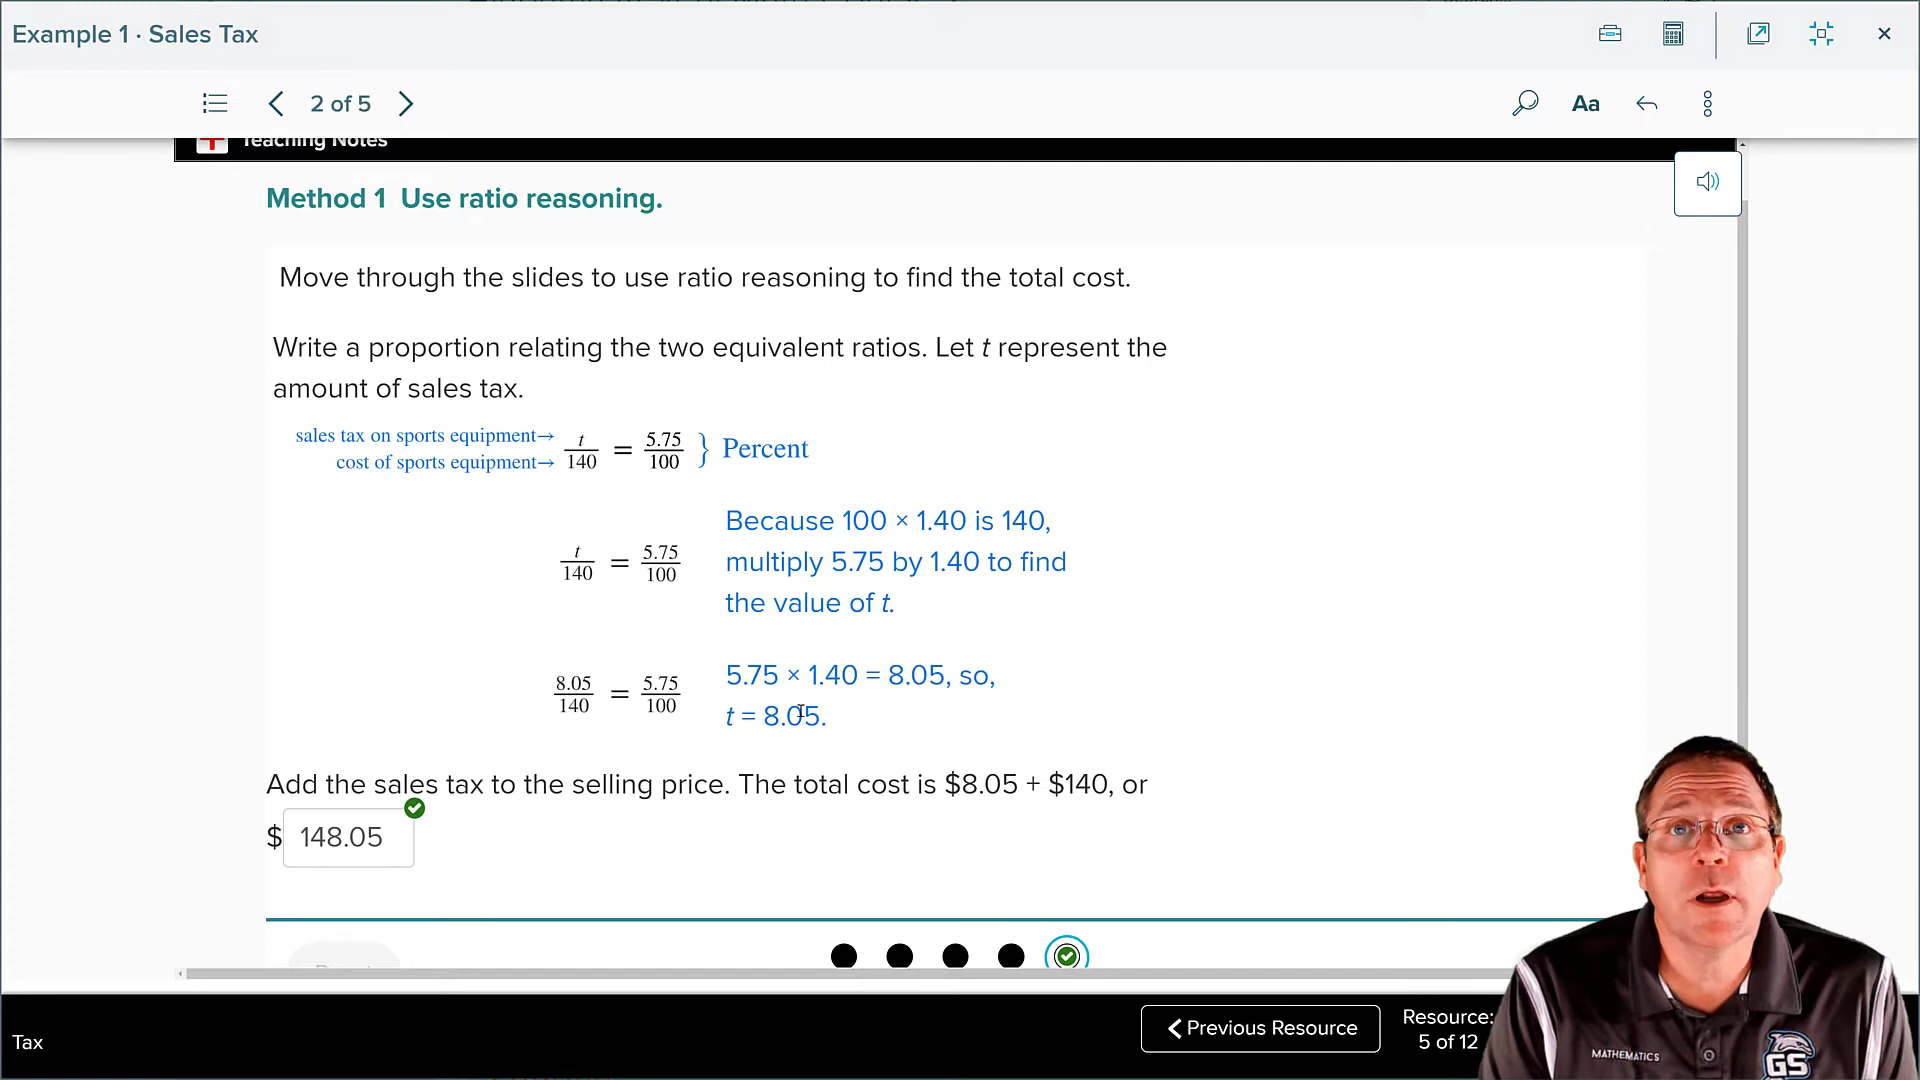 Example 1 · Sales Tax
2 of 5
Aa
Teaching Notes
Method 1 Use ratio reasoning.
Move through the slides to use ratio reasoning to find the total cost.
Write a proportion relating the two equivalent ratios. Let t represent the
amount of sales tax.
sales tax on sports equipment→ t/140 = 5.75/100 } Percent
cost of sports equipment→
t/140 = 5.75/100
Because 100 × 1.40 is 140,
multiply 5.75 by 1.40 to find
the value of t.
8.05/140 = 5.75/100
5.75 × 1.40 = 8.05, so,
t = 8.05.
Add the sales tax to the selling price. The total cost is $8.05 + $140, or
$ 148.05
Tax
Previous Resource
Resource:
5 of 12
MATHEMATICS
GS